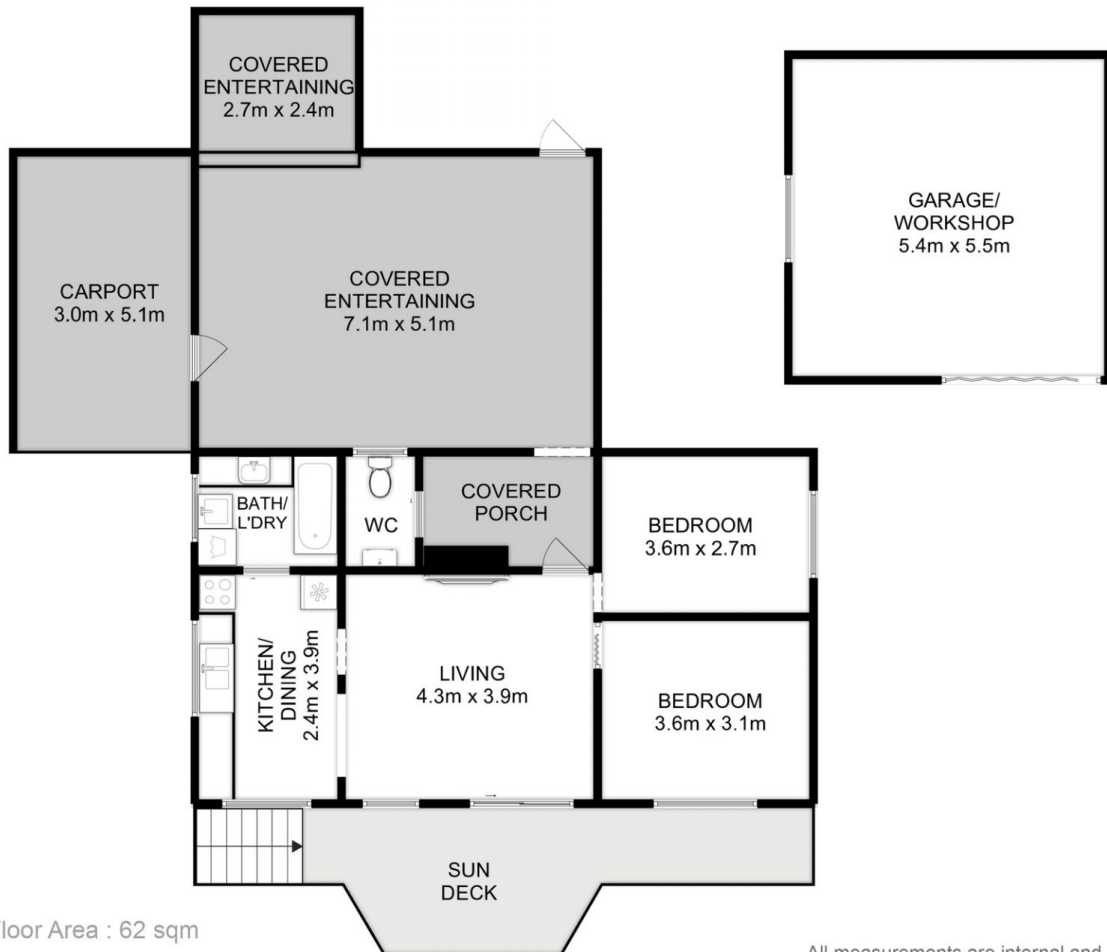 COVERED
ENTERTAINING
2.7m x 2.4m
GARAGE/
WORKSHOP
5.4m x 5.5m
CARPORT
3.0m x 5.1m
COVERED
ENTERTAINING
7.1m x 5.1m
BATH/
L'DRY
WC
COVERED
PORCH
BEDROOM
3.6m x 2.7m
KITCHEN/
DINING
2.4m x 3.9m
LIVING
4.3m x 3.9m
BEDROOM
3.6m x 3.1m
SUN
DECK
loor Area : 62 sqm
All measurements are internal and